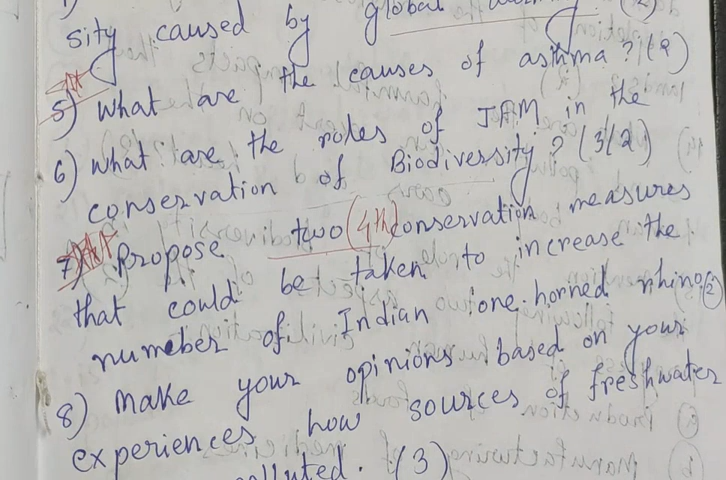 sity caused by global
5) What are the causes of asthma? (2)
6) What are the roles of JFM in the
conservation of Biodiversity? (3/2)
7) Propose two (4th) conservation measures
that could be taken to increase the
number of Indian one-horned rhino (2)
8) Make your opinions based on your
experiences how sources of freshwater
polluted. (3)